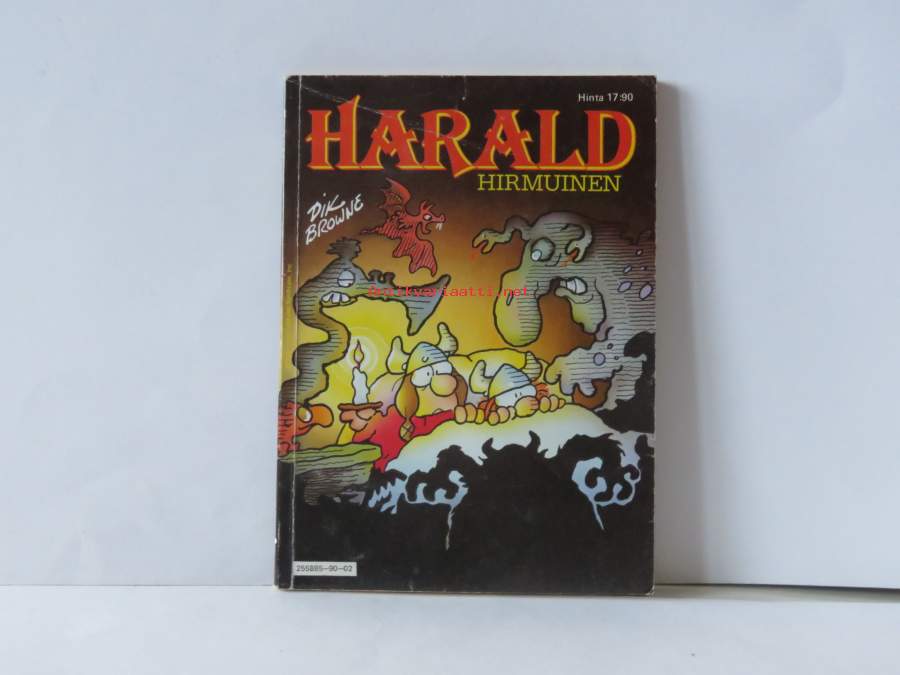 Hinta 17:90
HARALD
HIRMUINEN
DIK
BROWNE
antikvariaatti.net
255885-90-02